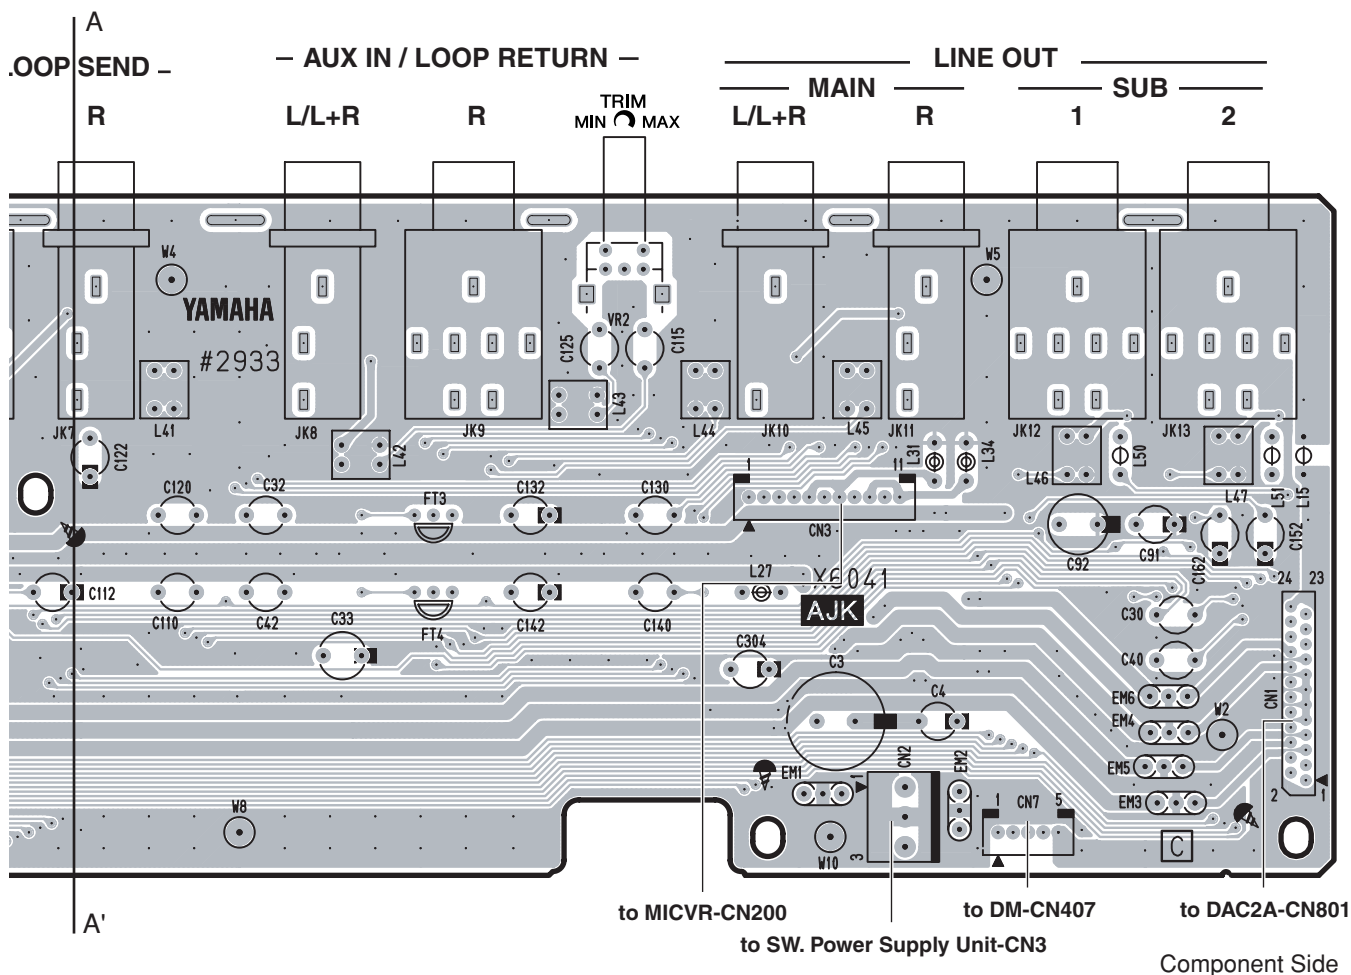 A
LOOP SEND –
– AUX IN / LOOP RETURN –
LINE OUT
MAIN
SUB
R
L/L+R
R
TRIM
MIN MAX
L/L+R
R
1
2
W4
W5
YAMAHA
#2933
VR2
C125
C115
JK7
L41
JK8
L42
JK9
L43
L44
JK10
L45
JK11
L31
L34
JK12
L46
L50
JK13
L47
L51
L15
C122
C120
C32
FT3
C132
C130
1
11
CN3
C92
C91
C162
C152
C112
C110
C42
C33
FT4
C142
C140
L27
X6041
AJK
24
23
C30
C40
C304
C3
C4
EM6
EM4
W2
CN1
EM5
EM3
2
1
EM1
1
CN2
EM2
3
W8
W10
1
CN7
5
C
A'
to MICVR-CN200
to DM-CN407
to DAC2A-CN801
to SW. Power Supply Unit-CN3
Component Side